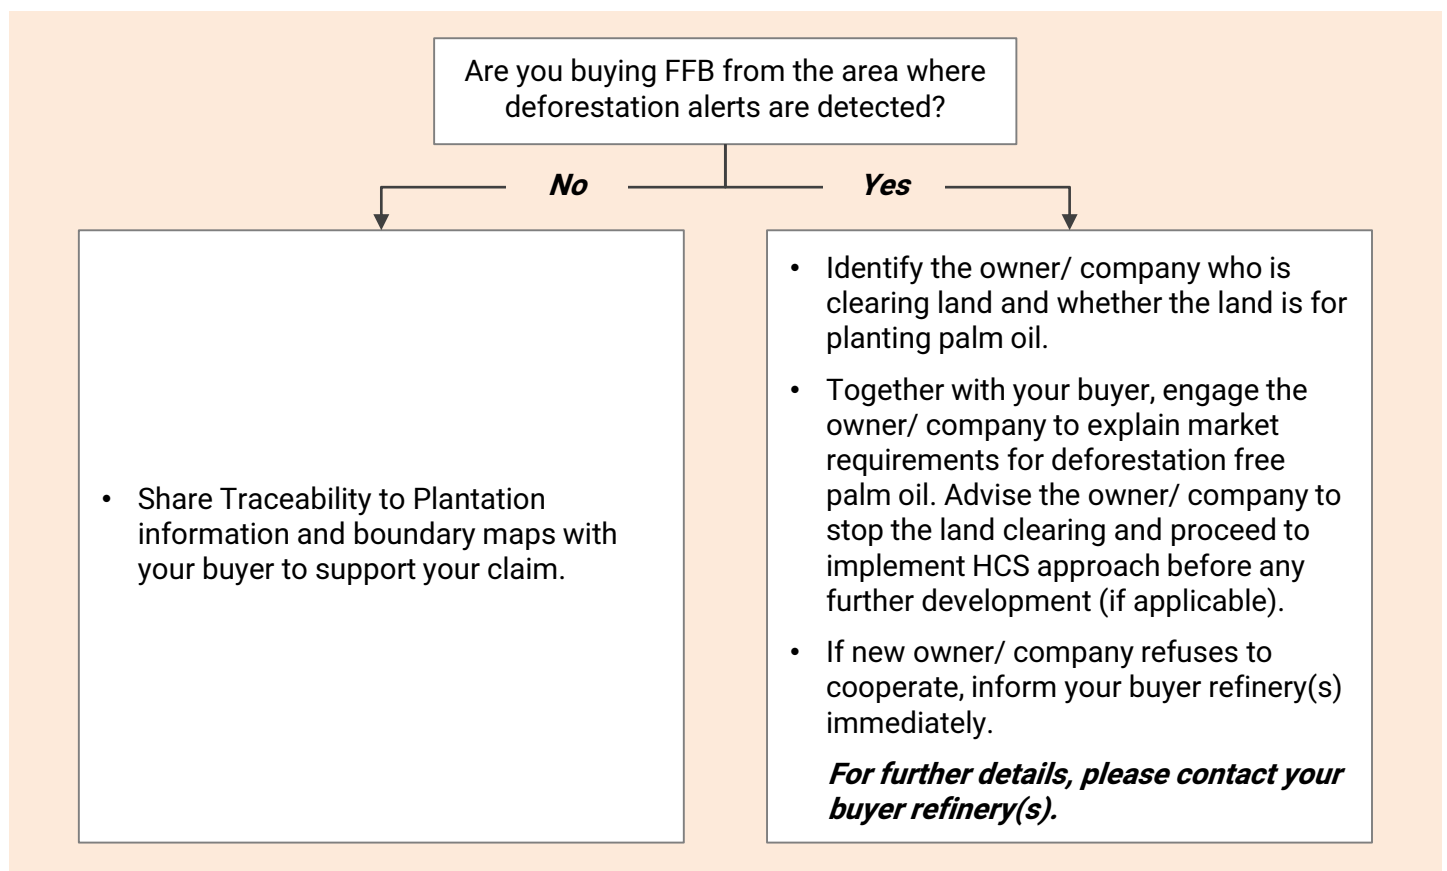 Are you buying FFB from the area where
deforestation alerts are detected?
No
Yes
• Share Traceability to Plantation
information and boundary maps with
your buyer to support your claim.
• Identify the owner/ company who is
clearing land and whether the land is for
planting palm oil.
• Together with your buyer, engage the
owner/ company to explain market
requirements for deforestation free
palm oil. Advise the owner/ company to
stop the land clearing and proceed to
implement HCS approach before any
further development (if applicable).
• If new owner/ company refuses to
cooperate, inform your buyer refinery(s)
immediately.
For further details, please contact your
buyer refinery(s).